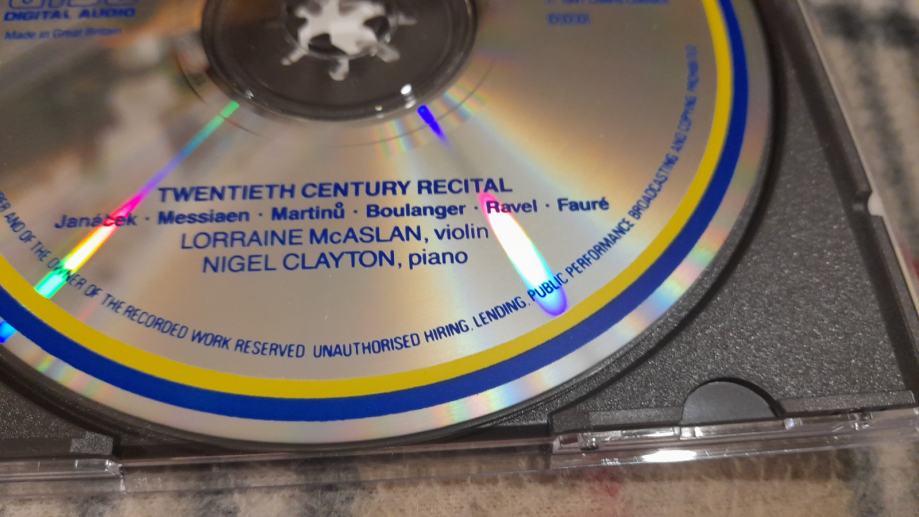 DIGITAL AUDIO
Made in Great Britain
TWENTIETH CENTURY RECITAL
Janáček · Messiaen · Martinů · Boulanger · Ravel · Fauré
LORRAINE McASLAN, violin
NIGEL CLAYTON, piano
AND OF THE OWNER OF THE RECORDED WORK RESERVED UNAUTHORISED HIRING, LENDING, PUBLIC PERFORMANCE BROADCASTING AND COPYING PROHIBITED